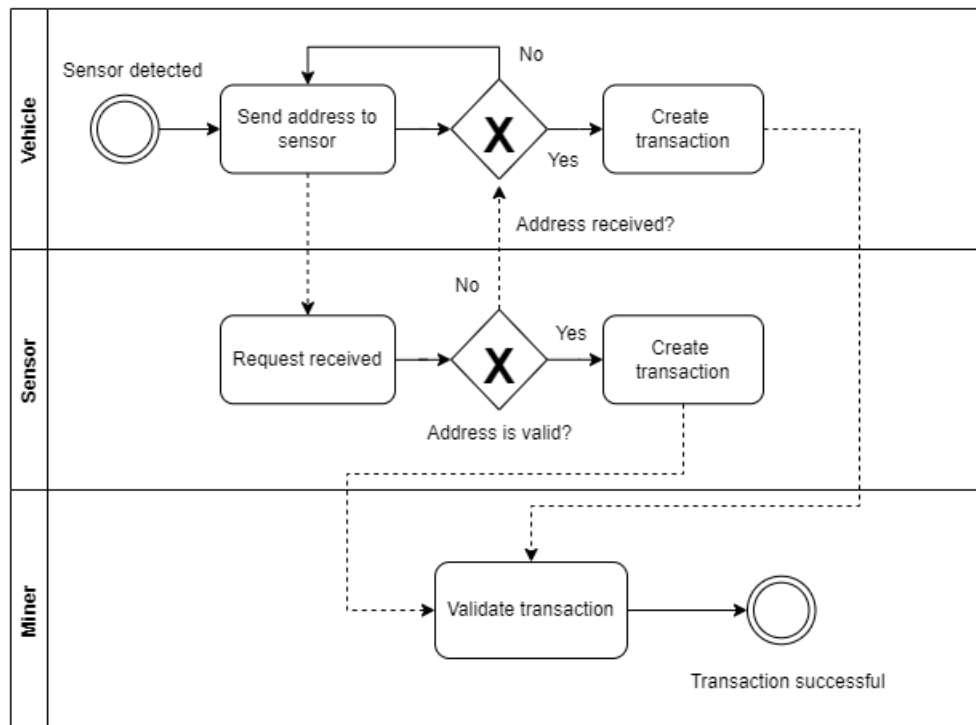 Vehicle
Sensor detected
Send address to
sensor
No
X
Yes
Create
transaction
Address received?
Sensor
Request received
No
X
Yes
Address is valid?
Create
transaction
Miner
Validate transaction
Transaction successful